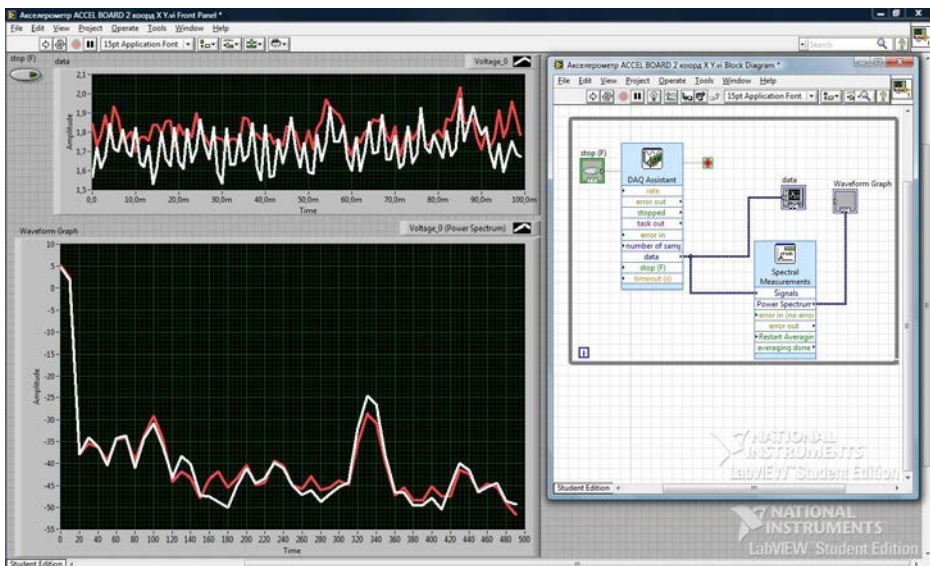 Акселерометр ACCEL BOARD 2 коорд X Y.vi Front Panel *
File Edit View Project Operate Tools Window Help
15pt Application Font
Search
stop (F)
data
Voltage_0
2,1
2,0
1,9
1,8
1,7
1,6
1,5
Amplitude
0,0 10,0m 20,0m 30,0m 40,0m 50,0m 60,0m 70,0m 80,0m 90,0m 100,0m
Time
Waveform Graph
Voltage_0 (Power Spectrum)
10
5
0
-5
-10
-15
-20
-25
-30
-35
-40
-45
-50
-55
Amplitude
0 20 40 60 80 100 120 140 160 180 200 220 240 260 280 300 320 340 360 380 400 420 440 460 480 500
Time
Student Edition
Акселерометр ACCEL BOARD 2 коорд X Y.vi Block Diagram *
File Edit View Project Operate Tools Window Help
15pt Application Font
stop (F)
DAQ Assistant
rate
error out
stopped
task out
error in
number of samp
data
stop (F)
timeout (s)
data
Waveform Graph
Spectral
Measurements
Signals
Power Spectrum
error in (no error
error out
Restart Averagin
averaging done
i
NATIONAL
INSTRUMENTS
LabVIEW Student Edition
Student Edition
NATIONAL
INSTRUMENTS
LabVIEW Student Edition